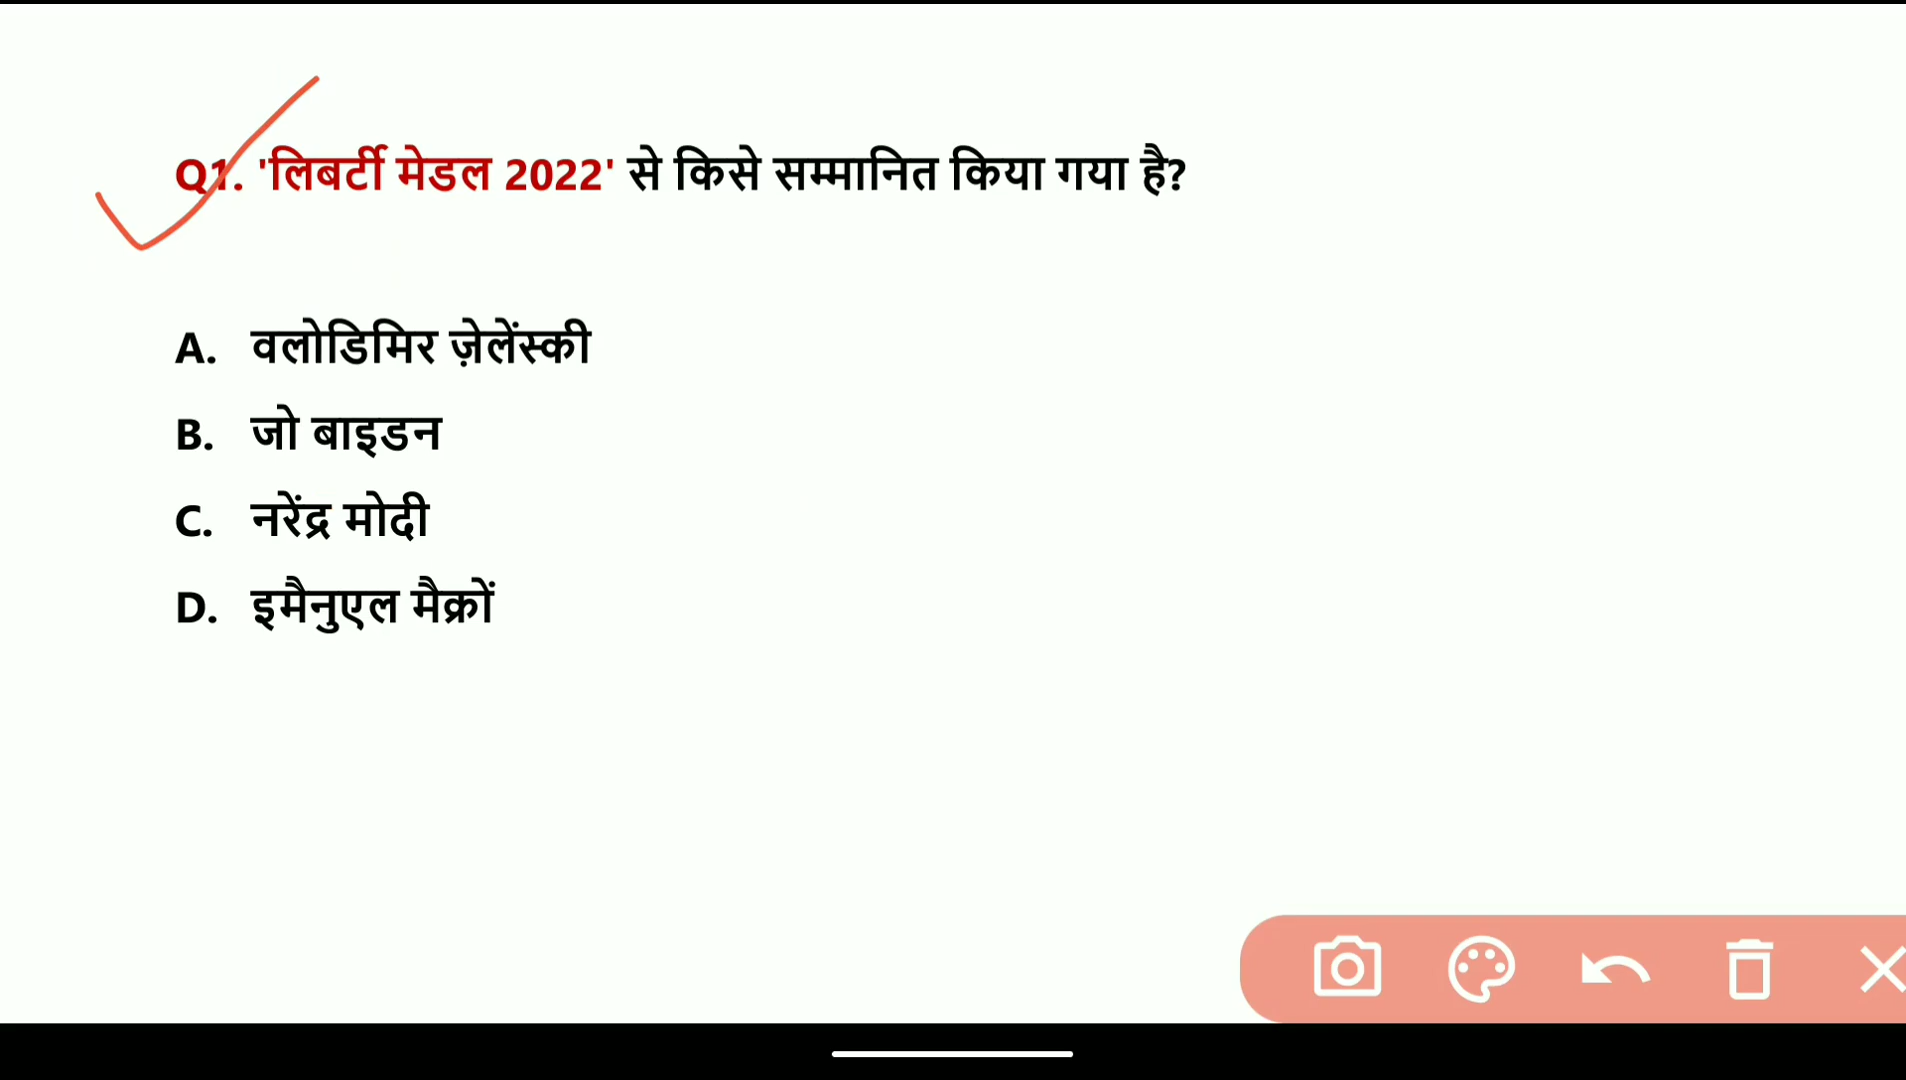 Q1. 'लिबर्टी मेडल 2022' से किसे सम्मानित किया गया है?
A. वलोडिमिर ज़ेलेंस्की
B. जो बाइडन
C. नरेंद्र मोदी
D. इमैनुएल मैक्रों